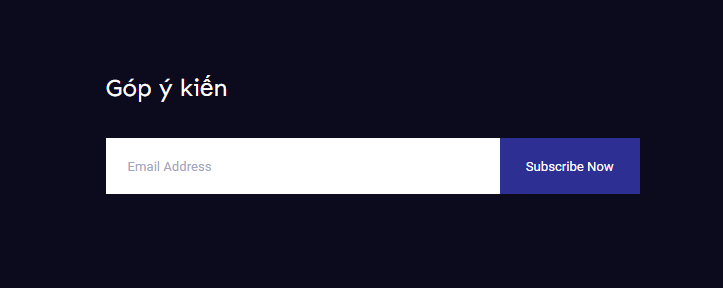 Góp ý kiến
Email Address
Subscribe Now